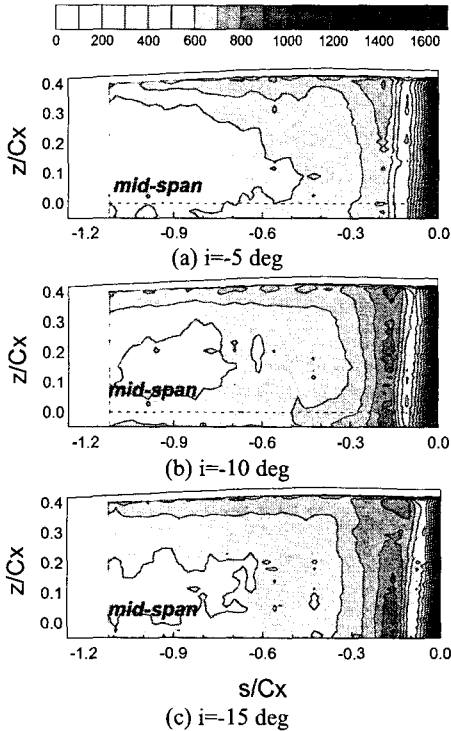 0 200 400 600 800 1000 1200 1400 1600
z/Cx
0.4
0.3
0.2
0.1
0.0
mid-span
-1.2 -0.9 -0.6 -0.3 0.0
(a) i=-5 deg
z/Cx
0.4
0.3
0.2
0.1
0.0
mid-span
-1.2 -0.9 -0.6 -0.3 0.0
(b) i=-10 deg
z/Cx
0.4
0.3
0.2
0.1
0.0
mid-span
-1.2 -0.9 -0.6 -0.3 0.0
s/Cx
(c) i=-15 deg